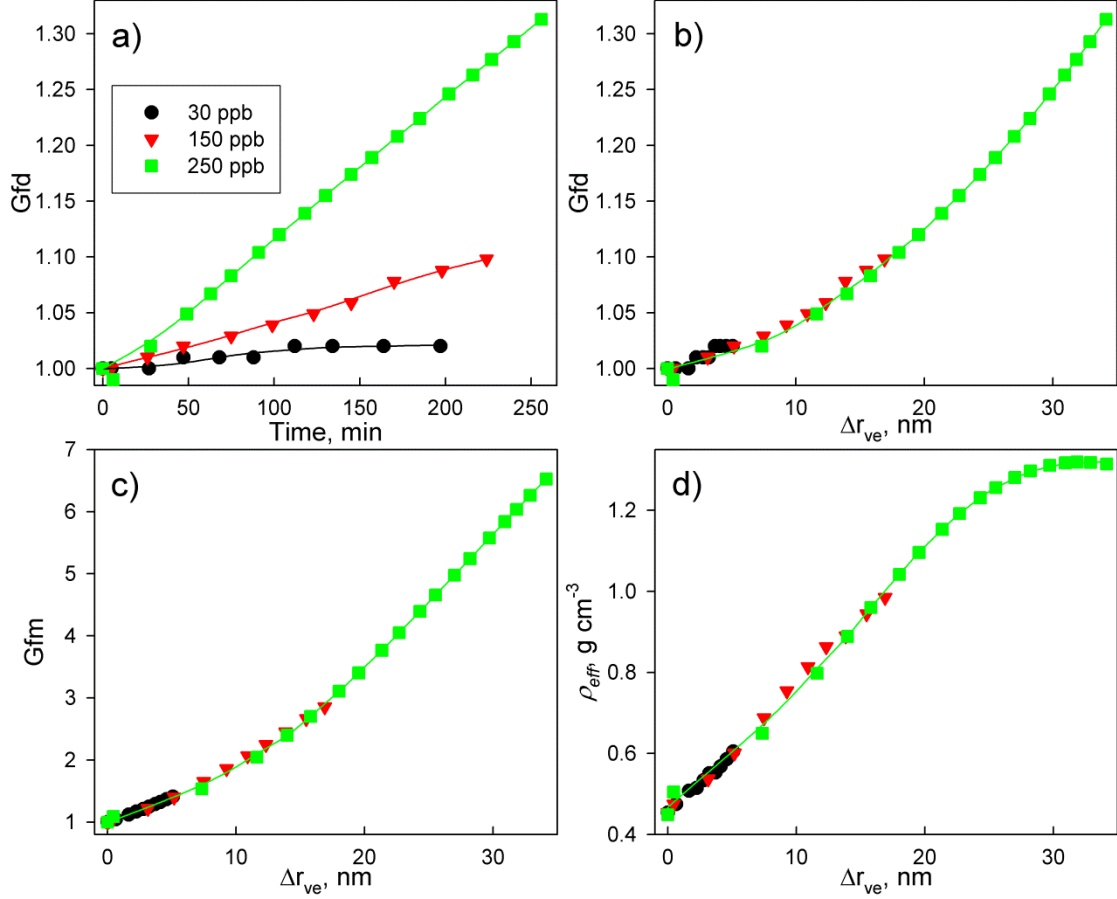 a)
1.30
1.25
1.20
1.15
1.10
1.05
1.00
Gfd
30 ppb
150 ppb
250 ppb
0 50 100 150 200 250
Time, min
b)
1.30
1.25
1.20
1.15
1.10
1.05
1.00
Gfd
0 10 20 30
Δr_ve, nm
c)
7
6
5
4
3
2
1
Gfm
0 10 20 30
Δr_ve, nm
d)
1.2
1.0
0.8
0.6
0.4
ρ_eff, g cm⁻³
0 10 20 30
Δr_ve, nm